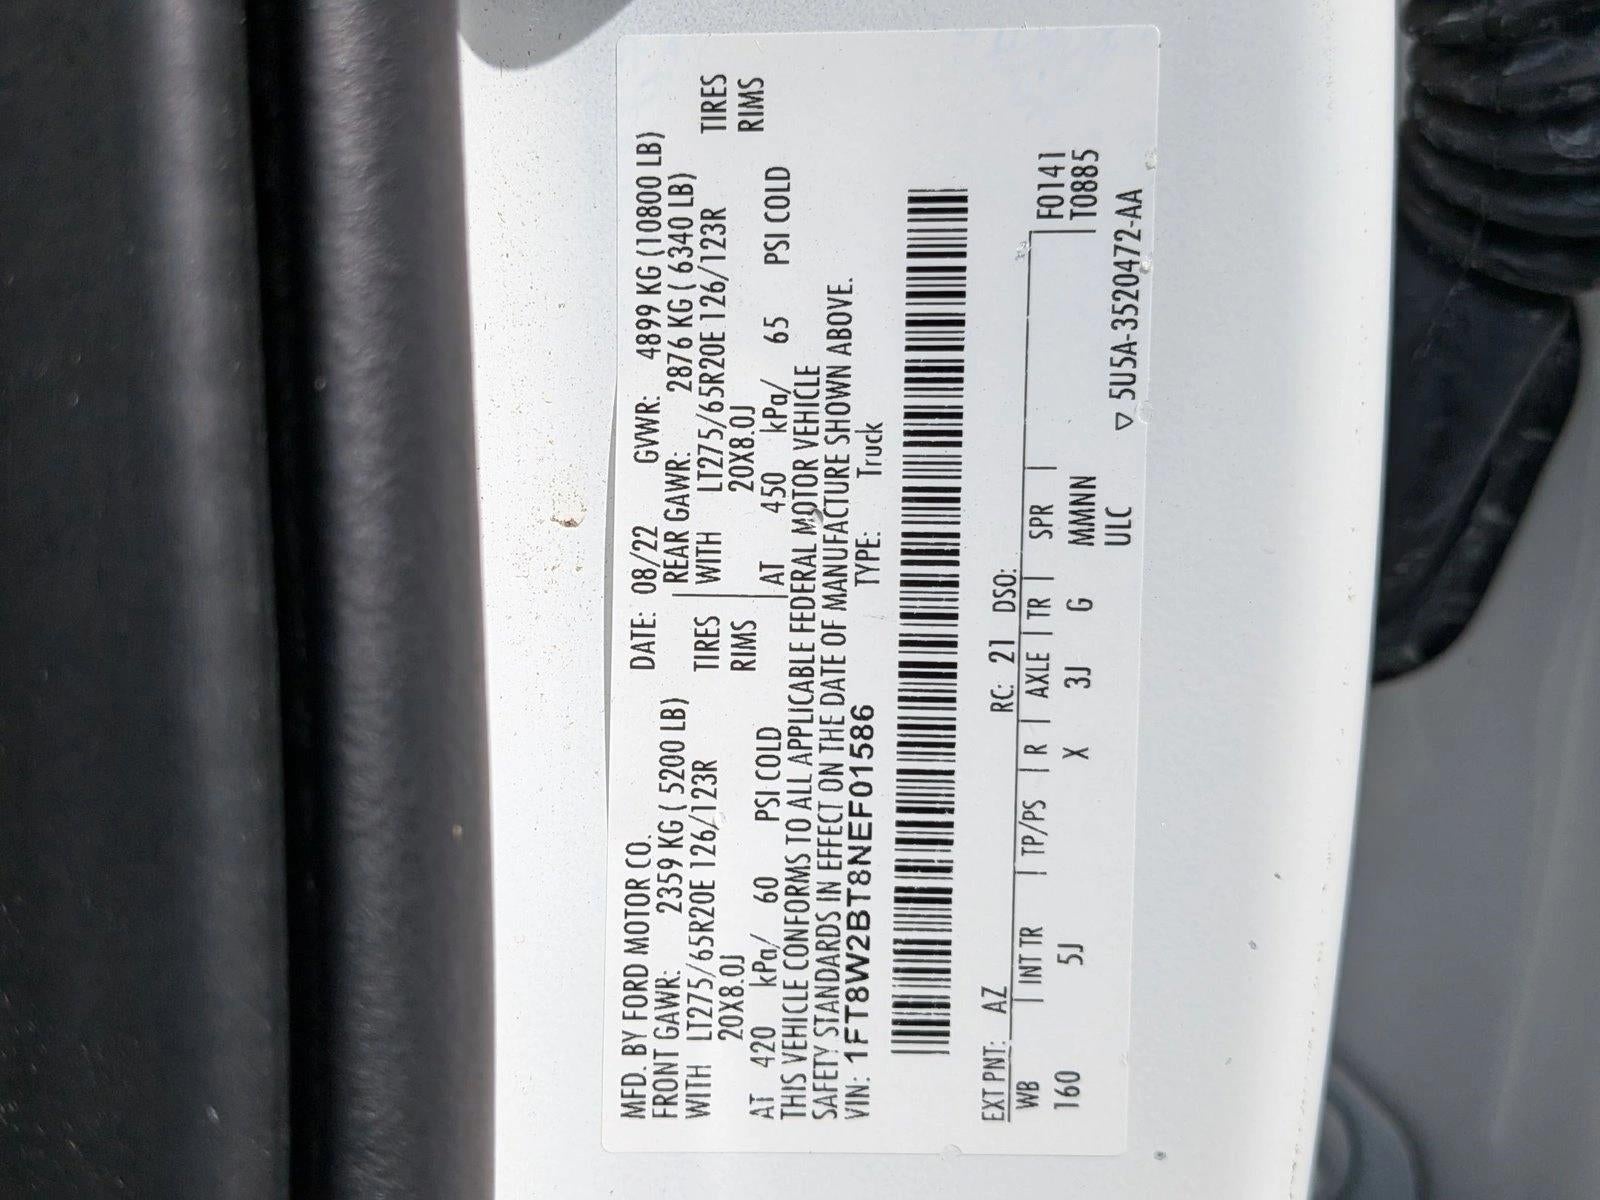 MFD. BY FORD MOTOR CO. DATE: 08/22 GVWR: 4899 KG (10800 LB)
FRONT GAWR: 2359 KG ( 5200 LB) REAR GAWR: 2876 KG ( 6340 LB)
WITH LT275/65R20E 126/123R TIRES WITH LT275/65R20E 126/123R TIRES
20X8.0J RIMS 20X8.0J RIMS
AT 420 kPa/ 60 PSI COLD AT 450 kPa/ 65 PSI COLD
THIS VEHICLE CONFORMS TO ALL APPLICABLE FEDERAL MOTOR VEHICLE
SAFETY STANDARDS IN EFFECT ON THE DATE OF MANUFACTURE SHOWN ABOVE.
VIN: 1FT8W2BT8NEF01586 TYPE: Truck
EXT PNT: AZ RC: 21 DSO:
WB INT TR TP/PS R AXLE TR SPR F0141
160 5J X 3J G MMNN T0885
ULC ▽ 5U5A-3520472-AA